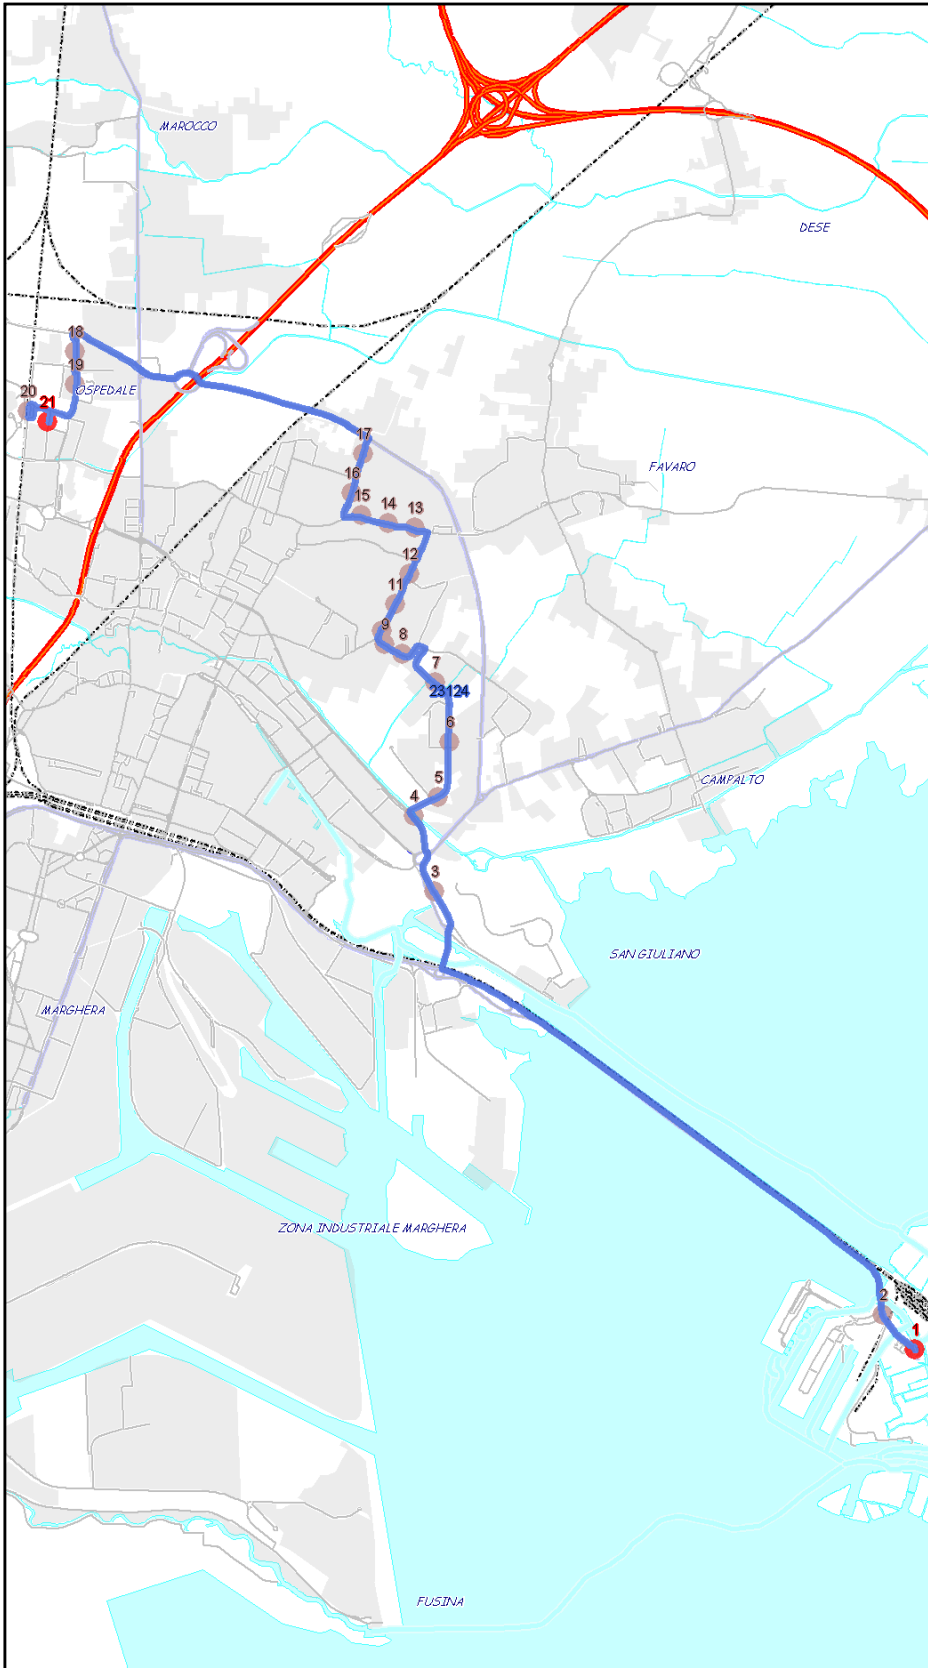 MAROCCO
DESE
18
19
OSPEDALE
20
21
17
FAVARO
16
15
14
13
12
11
9
8
7
23124
6
CAMPALTO
5
4
3
SAN GIULIANO
MARGHERA
ZONA INDUSTRIALE MARGHERA
2
1
FUSINA